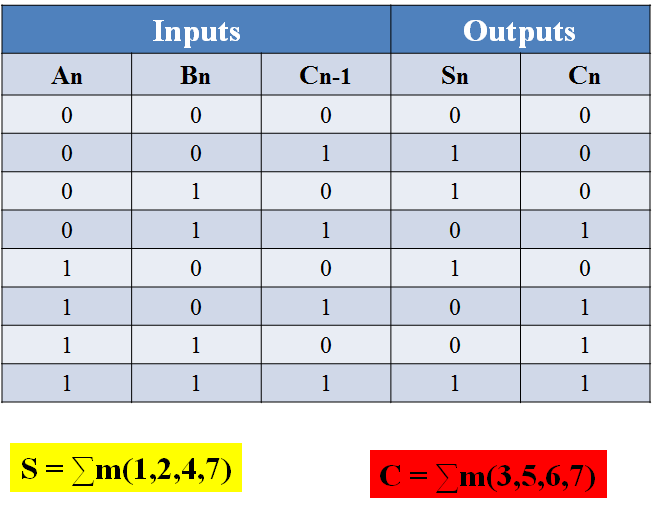 Inputs Outputs
An Bn Cn-1 Sn Cn
0 0 0 0 0
0 0 1 1 0
0 1 0 1 0
0 1 1 0 1
1 0 0 1 0
1 0 1 0 1
1 1 0 0 1
1 1 1 1 1
S = ∑m(1,2,4,7)
C = ∑m(3,5,6,7)